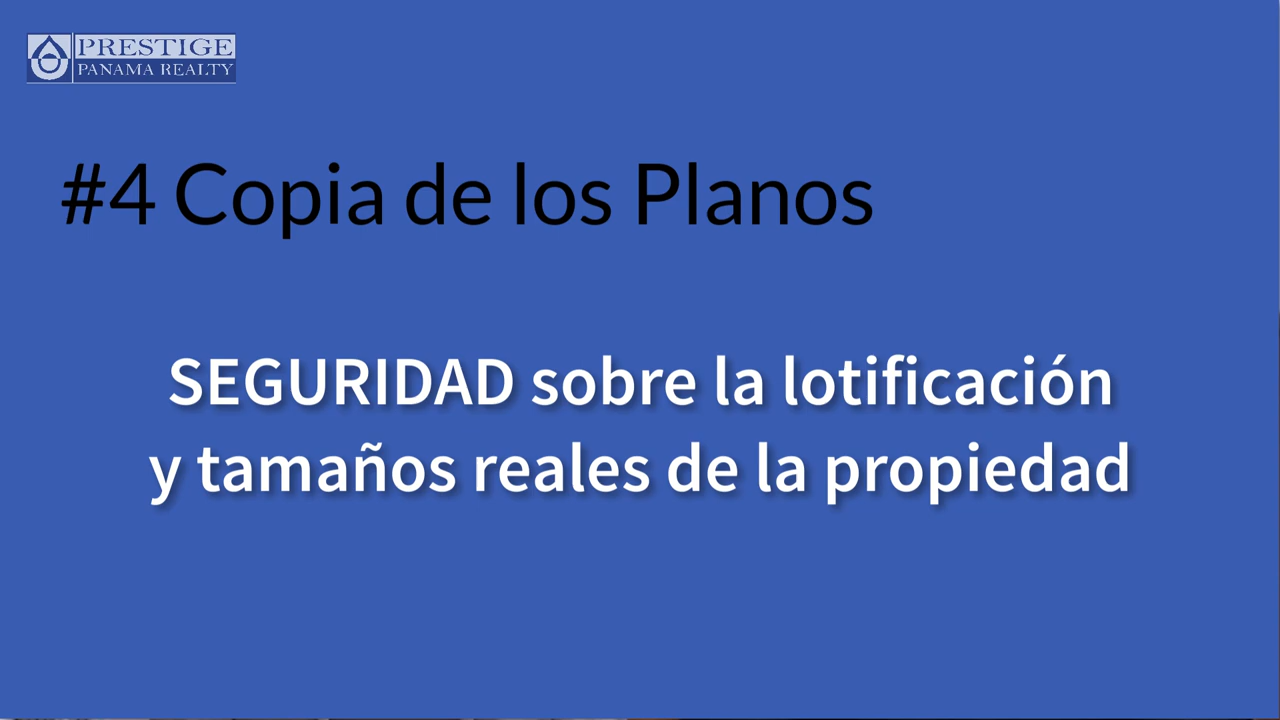 PRESTIGE
PANAMA REALTY
#4 Copia de los Planos
SEGURIDAD sobre la lotificación
y tamaños reales de la propiedad